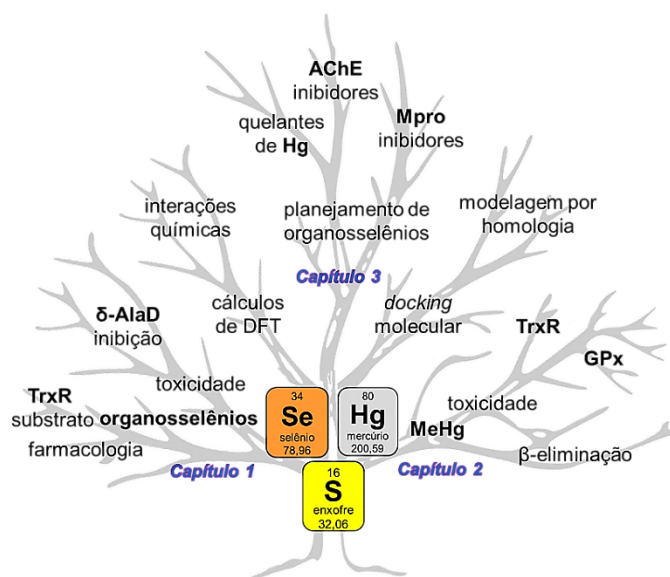 AChE
inibidores
quelantes
de Hg
Mpro
inibidores
interações
químicas
planejamento de
organosselênios
modelagem por
homologia
Capítulo 3
δ-AlaD
inibição
cálculos
de DFT
docking
molecular
TrxR
GPx
TrxR
substrato
toxicidade
organosselênios
farmacologia
34
Se
selênio
78,96
80
Hg
mercúrio
200,59
toxicidade
MeHg
β-eliminação
Capítulo 1
Capítulo 2
16
S
enxofre
32,06